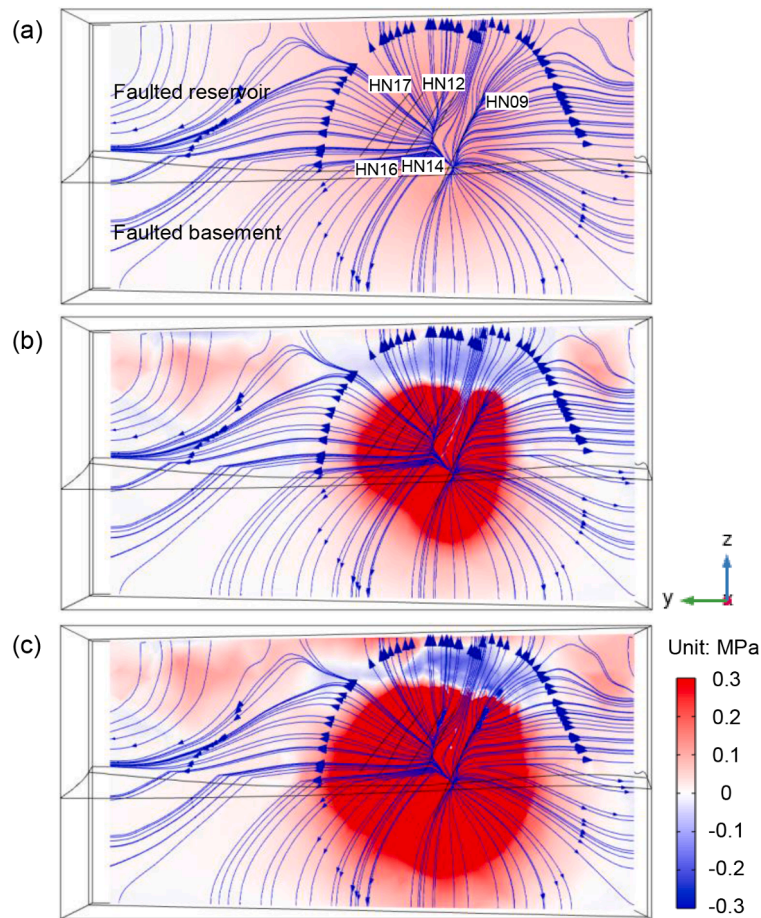 (a)
HN17
HN12
Faulted reservoir
HN09
HN16
HN14
Faulted basement
(b)
z
y
x
(c)
Unit: MPa
0.3
0.2
0.1
0
-0.1
-0.2
-0.3